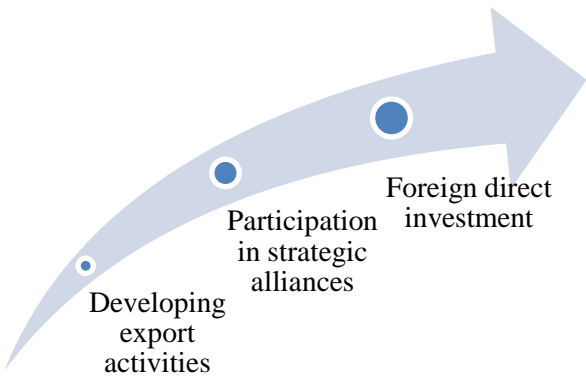 Foreign direct
investment
Participation
in strategic
alliances
Developing
export
activities